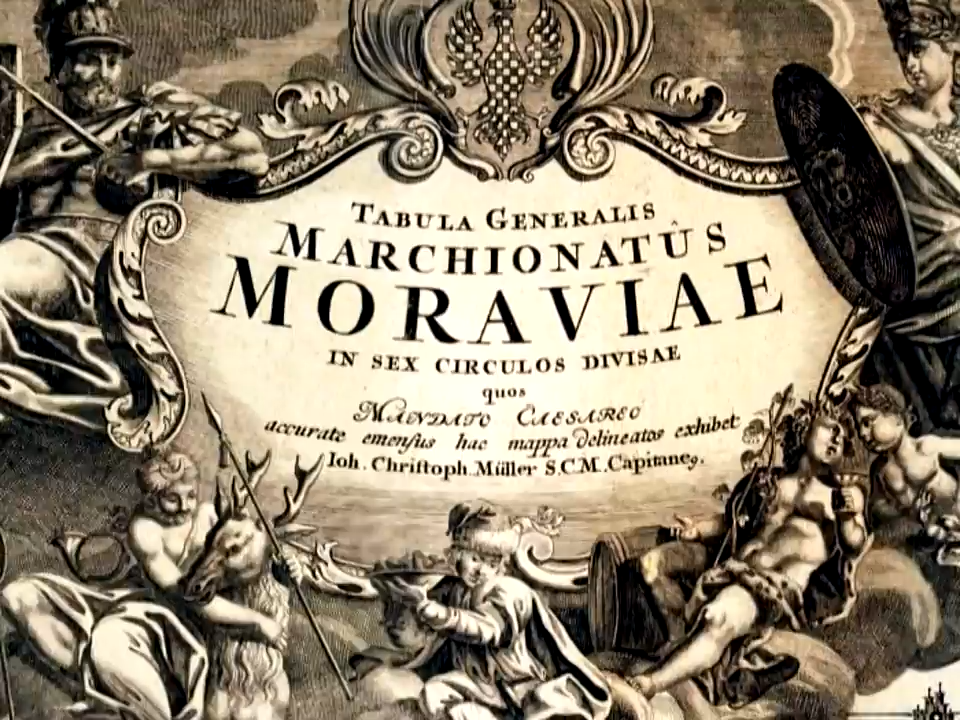 TABULA GENERALIS
MARCHIONATÛS
MORAVIAE
IN SEX CIRCULOS DIVISAE
quos
MANDATO CAESAREO
accurate emensus hac mappa delineatos exhibet
Ioh. Christoph. Müller S.C.M. Capitaneꝰ.